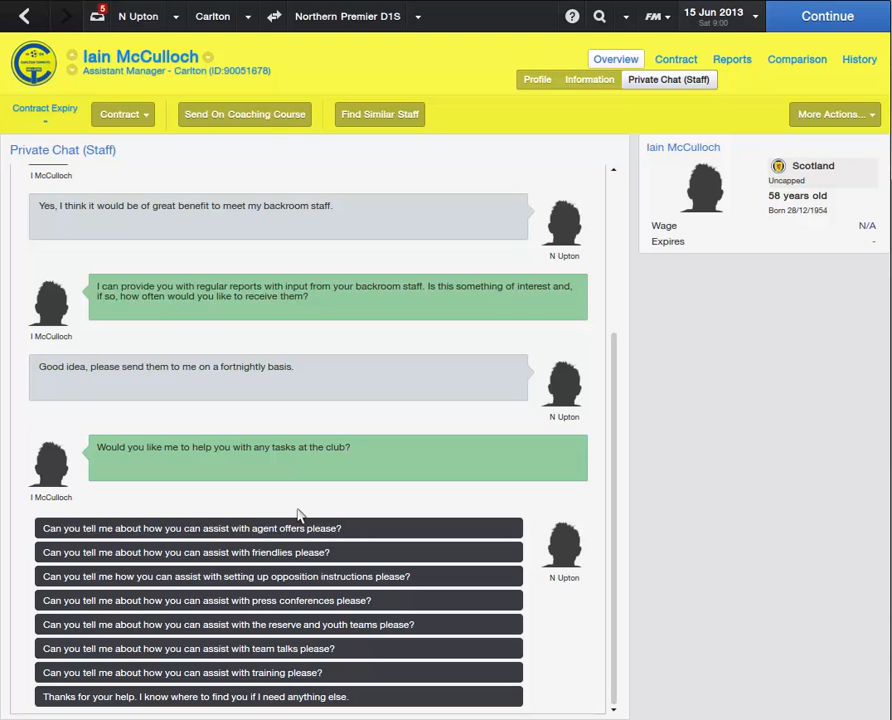 5
N Upton
Carlton
Northern Premier D1S
?
FM
15 Jun 2013
Sat 9:00
Continue
Iain McCulloch
Assistant Manager - Carlton (ID:90051678)
Overview
Contract
Reports
Comparison
History
Profile
Information
Private Chat (Staff)
Contract Expiry
-
Contract
Send On Coaching Course
Find Similar Staff
More Actions...
Private Chat (Staff)
I McCulloch
Yes, I think it would be of great benefit to meet my backroom staff.
N Upton
I can provide you with regular reports with input from your backroom staff. Is this something of interest and,
if so, how often would you like to receive them?
I McCulloch
Good idea, please send them to me on a fortnightly basis.
N Upton
Would you like me to help you with any tasks at the club?
I McCulloch
Can you tell me about how you can assist with agent offers please?
Can you tell me about how you can assist with friendlies please?
Can you tell me how you can assist with setting up opposition instructions please?
Can you tell me about how you can assist with press conferences please?
Can you tell me about how you can assist with the reserve and youth teams please?
Can you tell me about how you can assist with team talks please?
Can you tell me about how you can assist with training please?
Thanks for your help. I know where to find you if I need anything else.
N Upton
Iain McCulloch
Scotland
Uncapped
58 years old
Born 28/12/1954
Wage
N/A
Expires
-